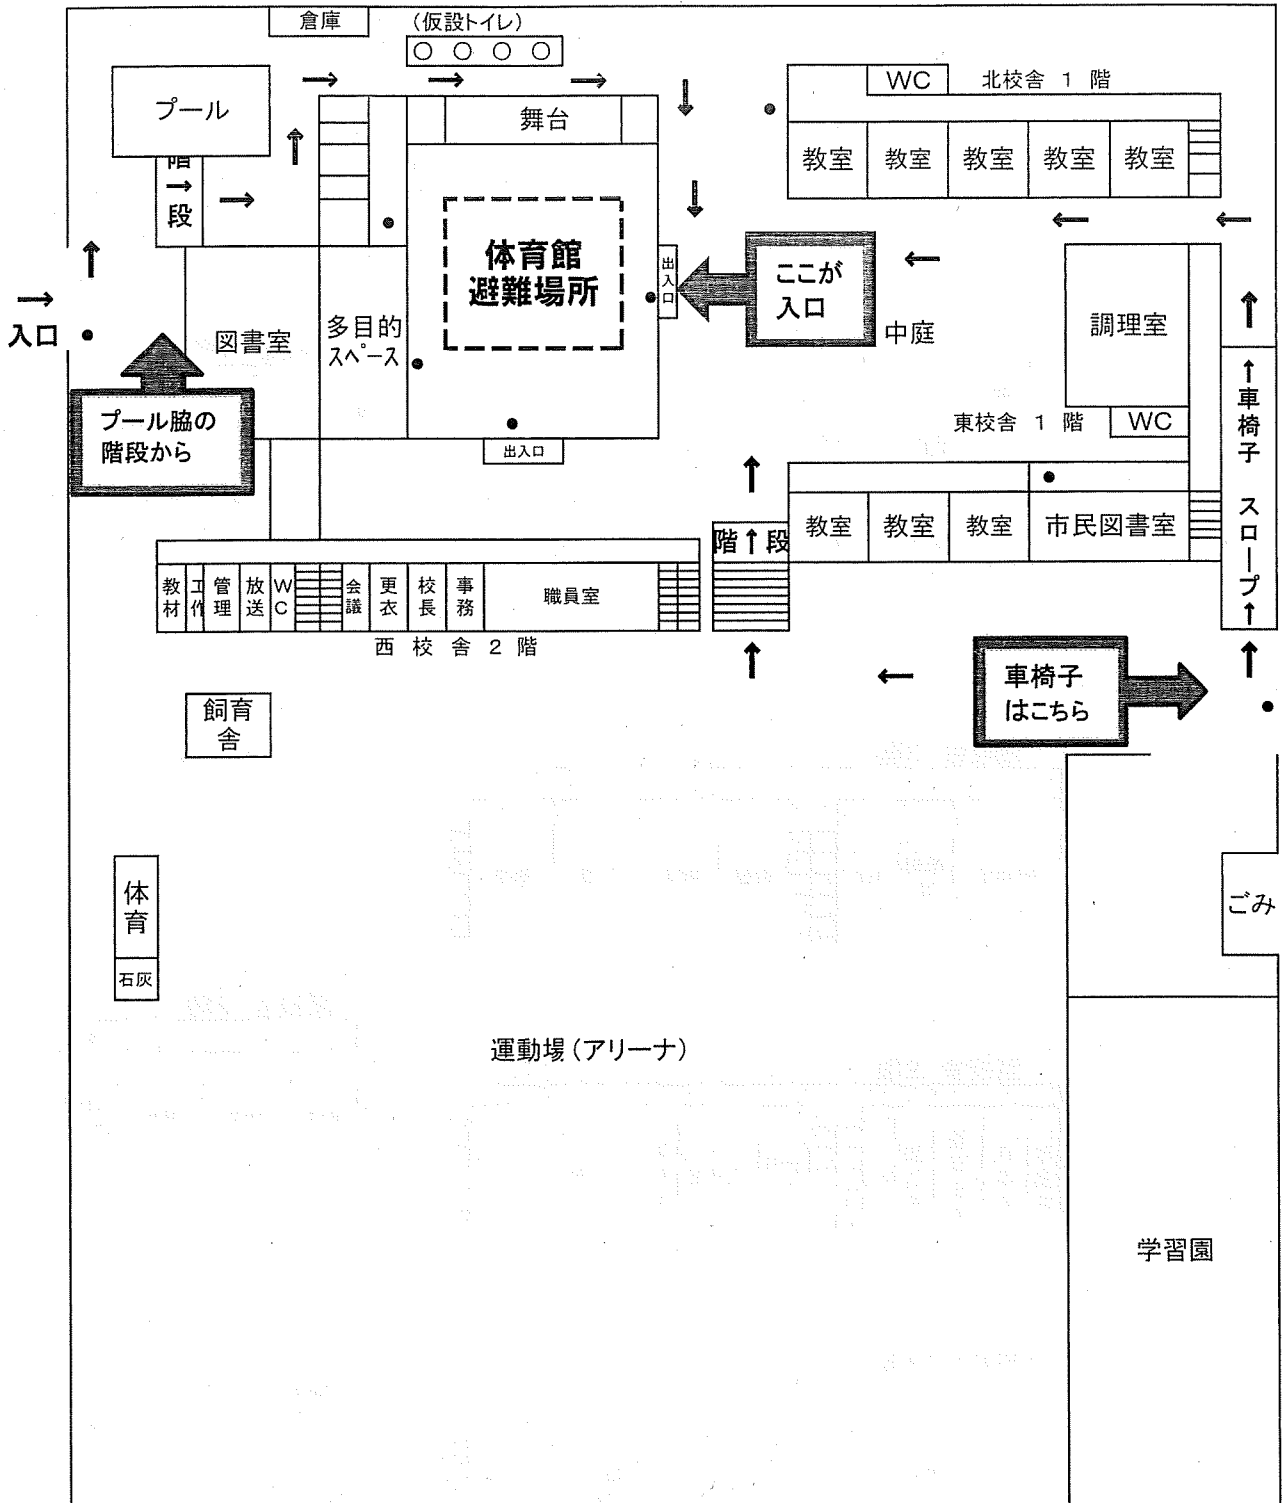 倉庫
(仮設トイレ)
プール
舞台
WC
北校舎 1 階
教室
教室
教室
教室
教室
階
→
段
体育館
避難場所
出入口
ここが
入口
中庭
調理室
入口
図書室
多目的
スペース
プール脇の
階段から
出入口
東校舎 1 階
WC
↑車椅子 スロープ↑
教室
教室
教室
市民図書室
階↑段
教材
工作
管理
放送
WC
会議
更衣
校長
事務
職員室
西校舎 2 階
車椅子
はこちら
飼育
舎
体育
石灰
ごみ
運動場(アリーナ)
学習園